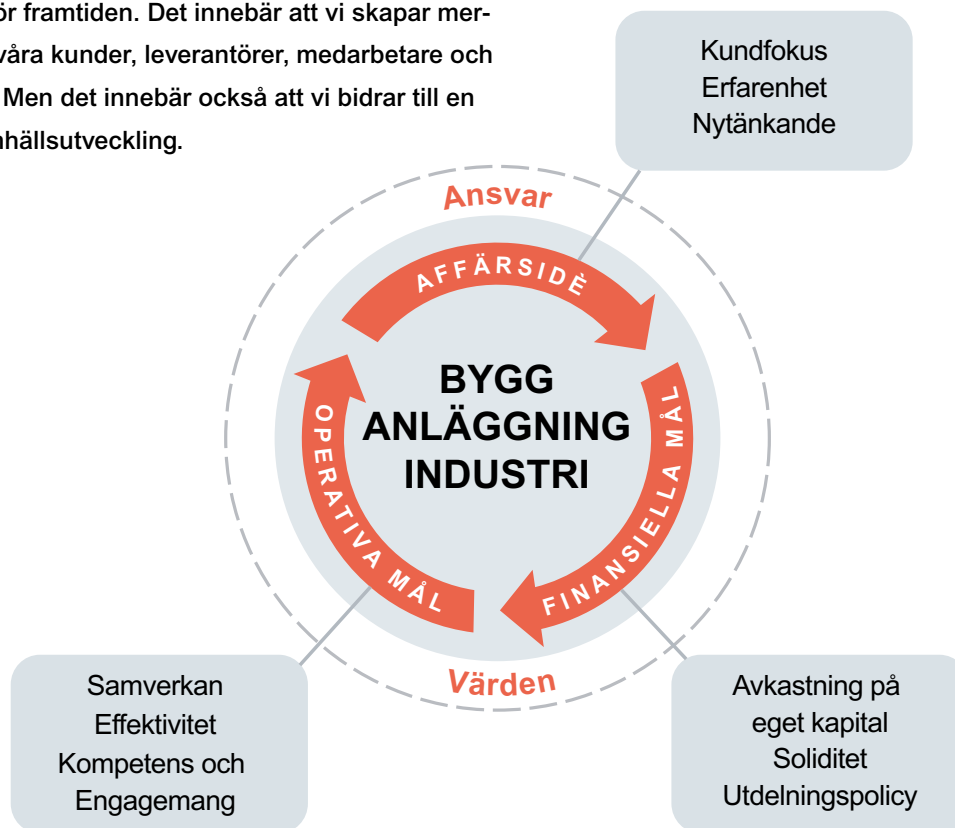 ör framtiden. Det innebär att vi skapar mer-
våra kunder, leverantörer, medarbetare och
Men det innebär också att vi bidrar till en
hällsutveckling.
Kundfokus
Erfarenhet
Nytänkande
Ansvar
AFFÄRSIDÈ
BYGG
ANLÄGGNING
INDUSTRI
OPERATIVA MÅL
FINANSIELLA MÅL
Värden
Samverkan
Effektivitet
Kompetens och
Engagemang
Avkastning på
eget kapital
Soliditet
Utdelningspolicy